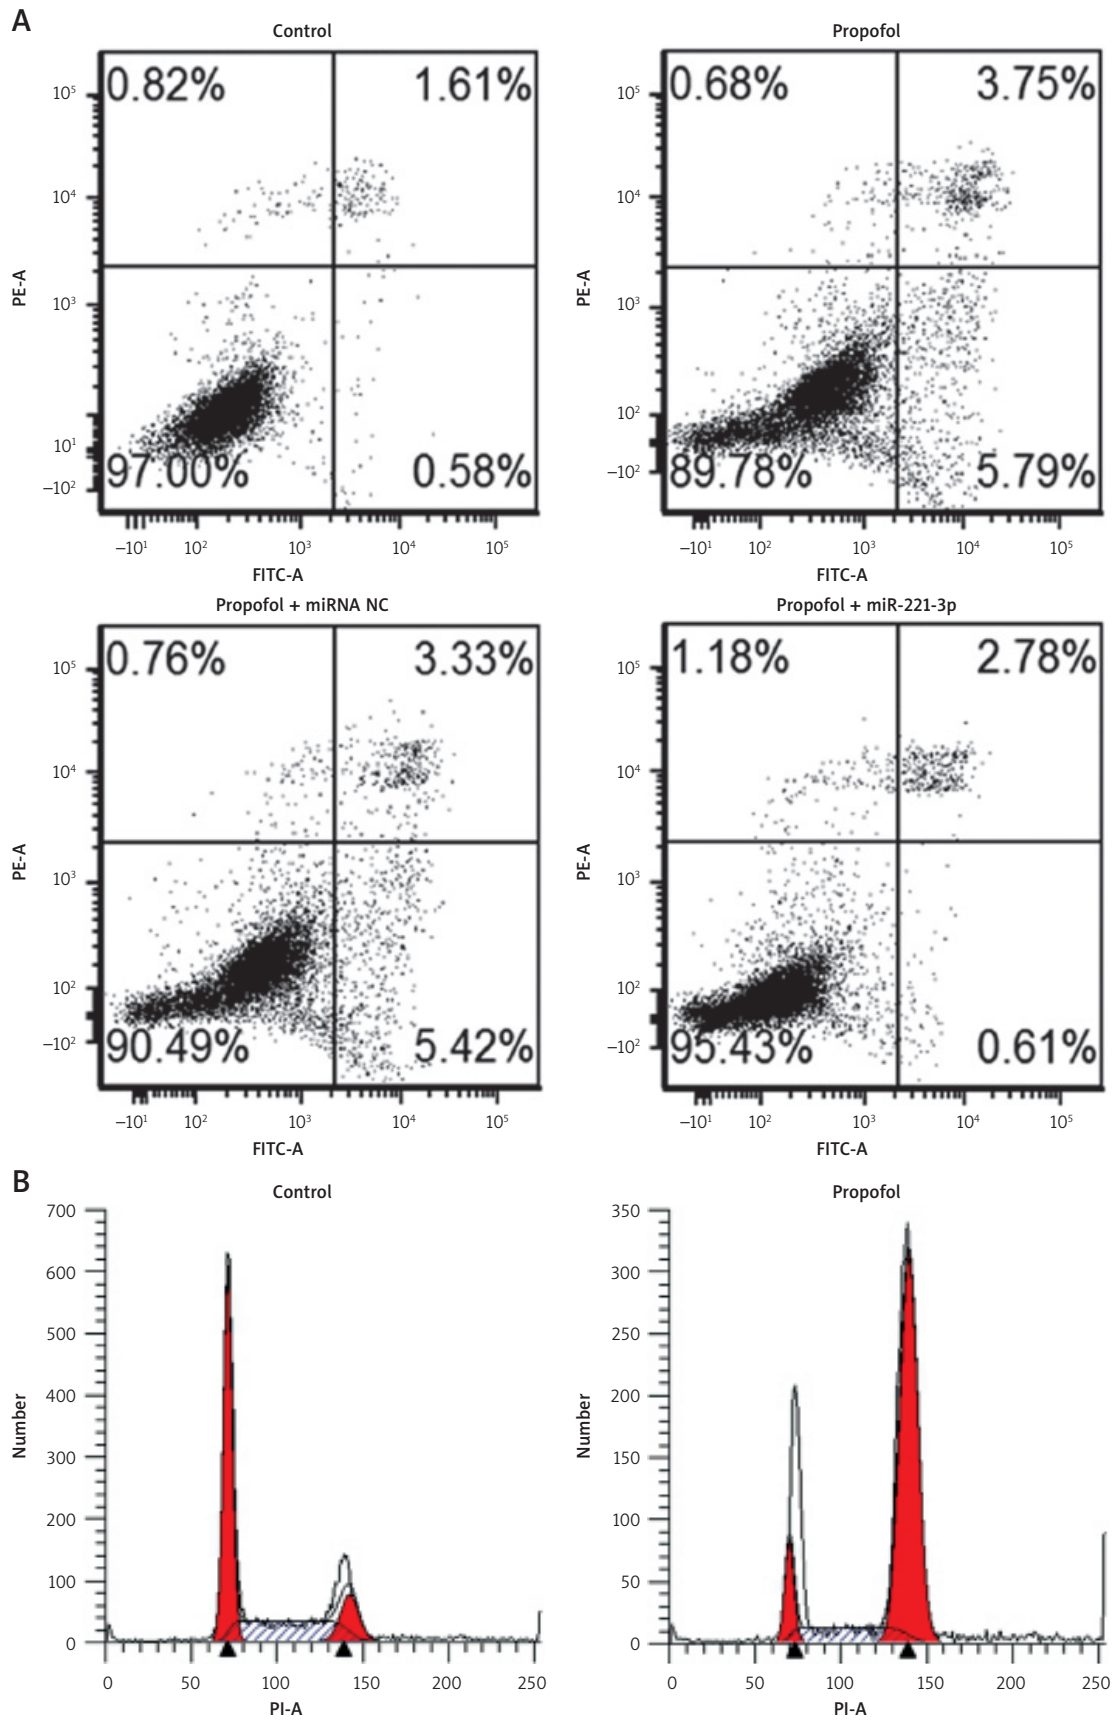 A
Control
Propofol
0.82%
1.61%
0.68%
3.75%
10⁵
10⁵
10⁴
10⁴
PE-A
PE-A
10³
10³
10²
10¹
97.00%
0.58%
89.78%
5.79%
–10²
–10²
–10¹ 10² 10³ 10⁴ 10⁵
–10¹ 10² 10³ 10⁴ 10⁵
FITC-A
FITC-A
Propofol + miRNA NC
Propofol + miR-221-3p
0.76%
3.33%
1.18%
2.78%
10⁵
10⁵
10⁴
10⁴
PE-A
PE-A
10³
10³
10²
10²
90.49%
5.42%
95.43%
0.61%
–10²
–10²
–10¹ 10² 10³ 10⁴ 10⁵
–10¹ 10² 10³ 10⁴ 10⁵
FITC-A
FITC-A
B
Control
Propofol
700
600
500
400
300
200
100
0
Number
0 50 100 150 200 250
PI-A
350
300
250
200
150
100
50
0
Number
0 50 100 150 200 250
PI-A